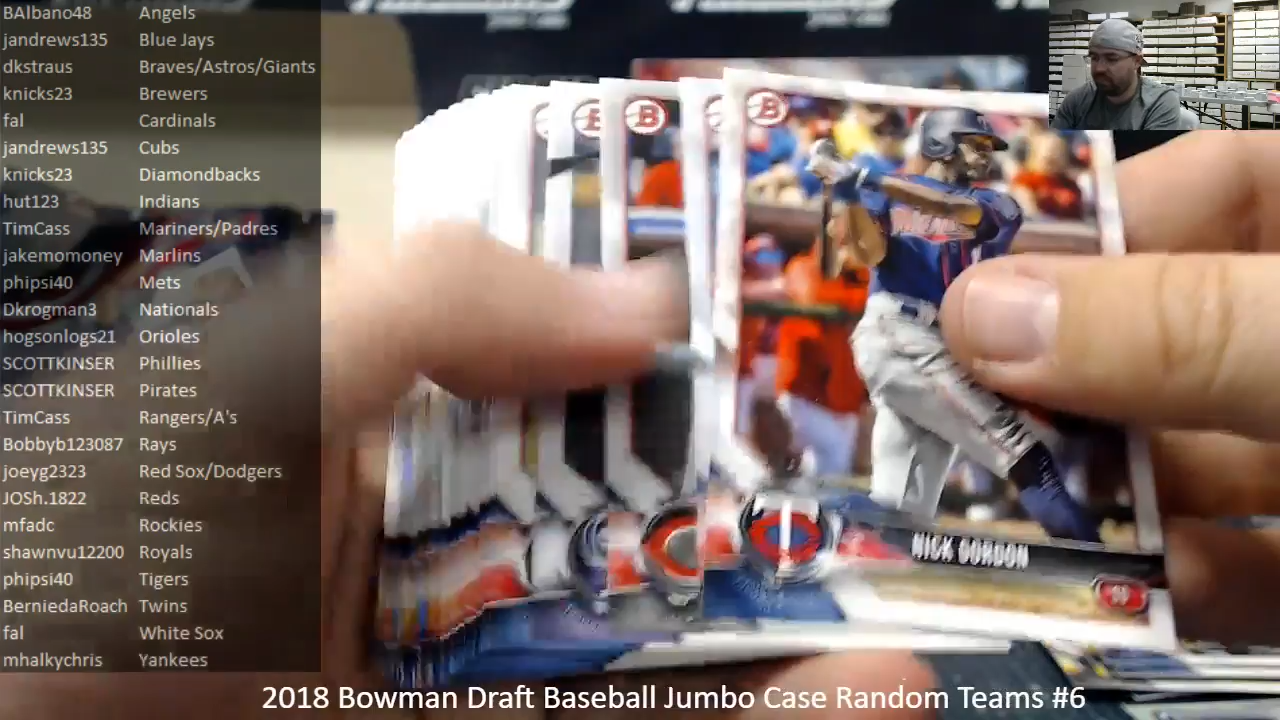 BAlbano48 Angels
jandrews135 Blue Jays
dkstraus Braves/Astros/Giants
knicks23 Brewers
fal Cardinals
jandrews135 Cubs
knicks23 Diamondbacks
hut123 Indians
TimCass Mariners/Padres
jakemomoney Marlins
phipsi40 Mets
Dkrogman3 Nationals
hogsonlogs21 Orioles
SCOTTKINSER Phillies
SCOTTKINSER Pirates
TimCass Rangers/A's
Bobbyb123087 Rays
joeyg2323 Red Sox/Dodgers
JOSh.1822 Reds
mfadc Rockies
shawnvu12200 Royals
phipsi40 Tigers
BerniedaRoach Twins
fal White Sox
mhalkychris Yankees
B
B
B
NICK GORDON
2018 Bowman Draft Baseball Jumbo Case Random Teams #6